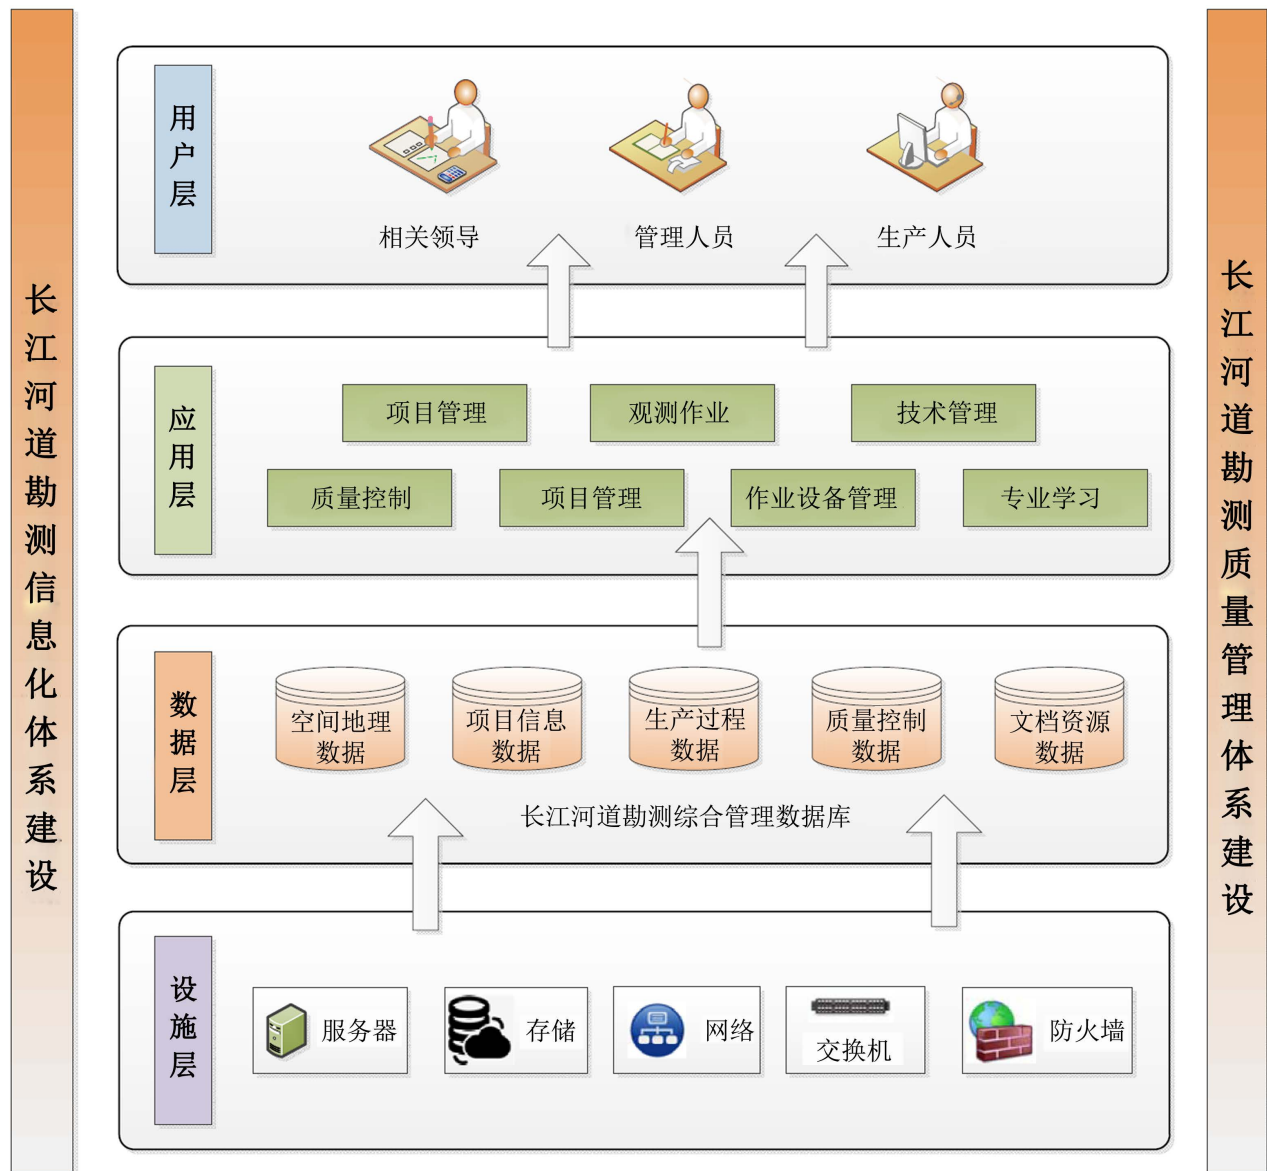 长江河道勘测信息化体系建设
用户层
相关领导
管理人员
生产人员
应用层
项目管理
观测作业
技术管理
质量控制
项目管理
作业设备管理
专业学习
数据层
空间地理
数据
项目信息
数据
生产过程
数据
质量控制
数据
文档资源
数据
长江河道勘测综合管理数据库
设施层
服务器
存储
网络
交换机
防火墙
长江河道勘测质量管理体系建设